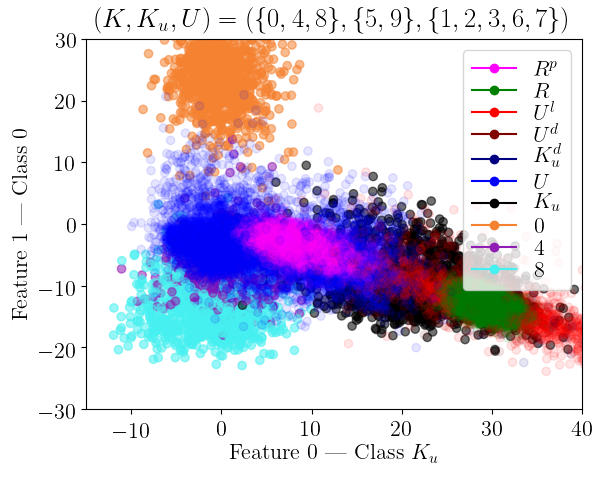 (K, K_u, U) = ({0, 4, 8}, {5, 9}, {1, 2, 3, 6, 7})
30
20
10
0
−10
−20
−30
Feature 1 — Class 0
R^p
R
U^l
U^d
K_u^d
U
K_u
0
4
8
−10
0
10
20
30
40
Feature 0 — Class K_u